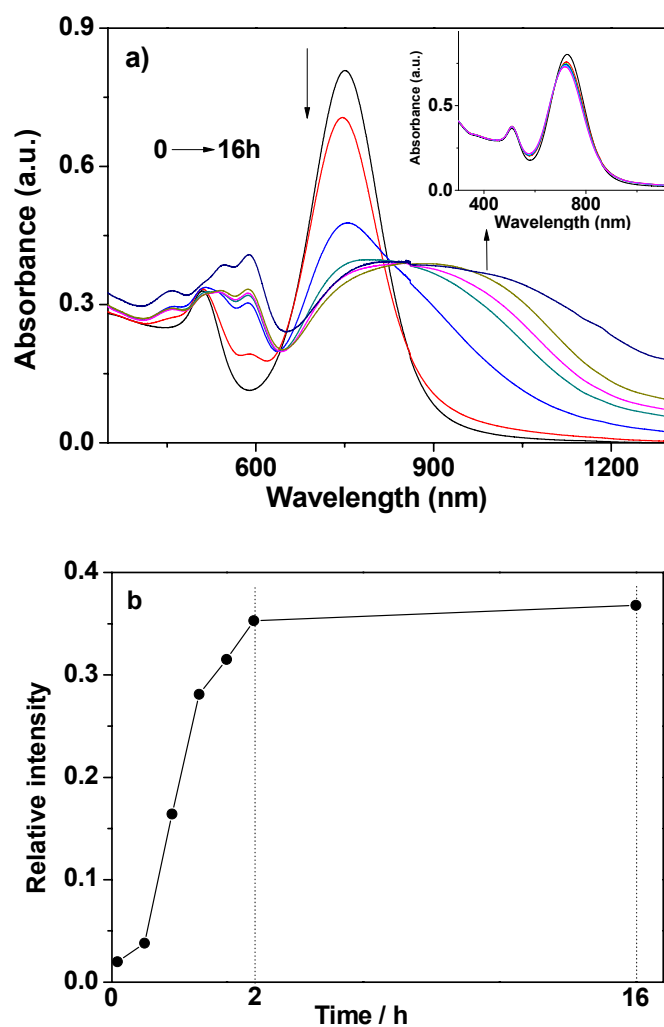 a)
0 → 16h
Absorbance (a.u.)
0.9
0.6
0.3
0.0
600 900 1200
Wavelength (nm)
Absorbance (a.u.)
0.5
0.0
400 800
Wavelength (nm)
b
Relative intensity
0.4
0.3
0.2
0.1
0.0
0 2 16
Time / h